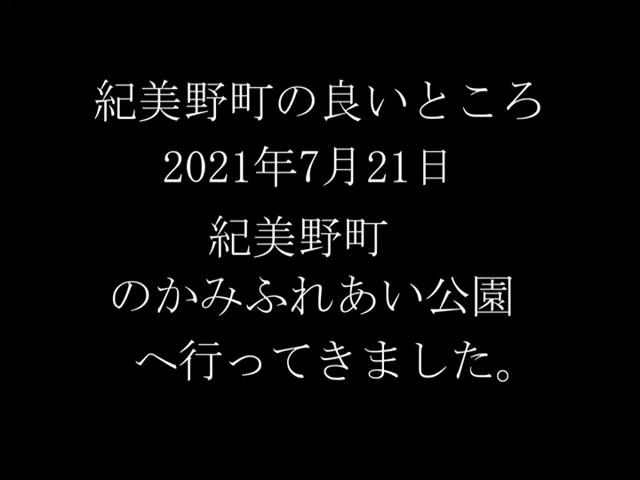 紀美野町の良いところ
2021年7月21日
紀美野町
のかみふれあい公園
へ行ってきました。